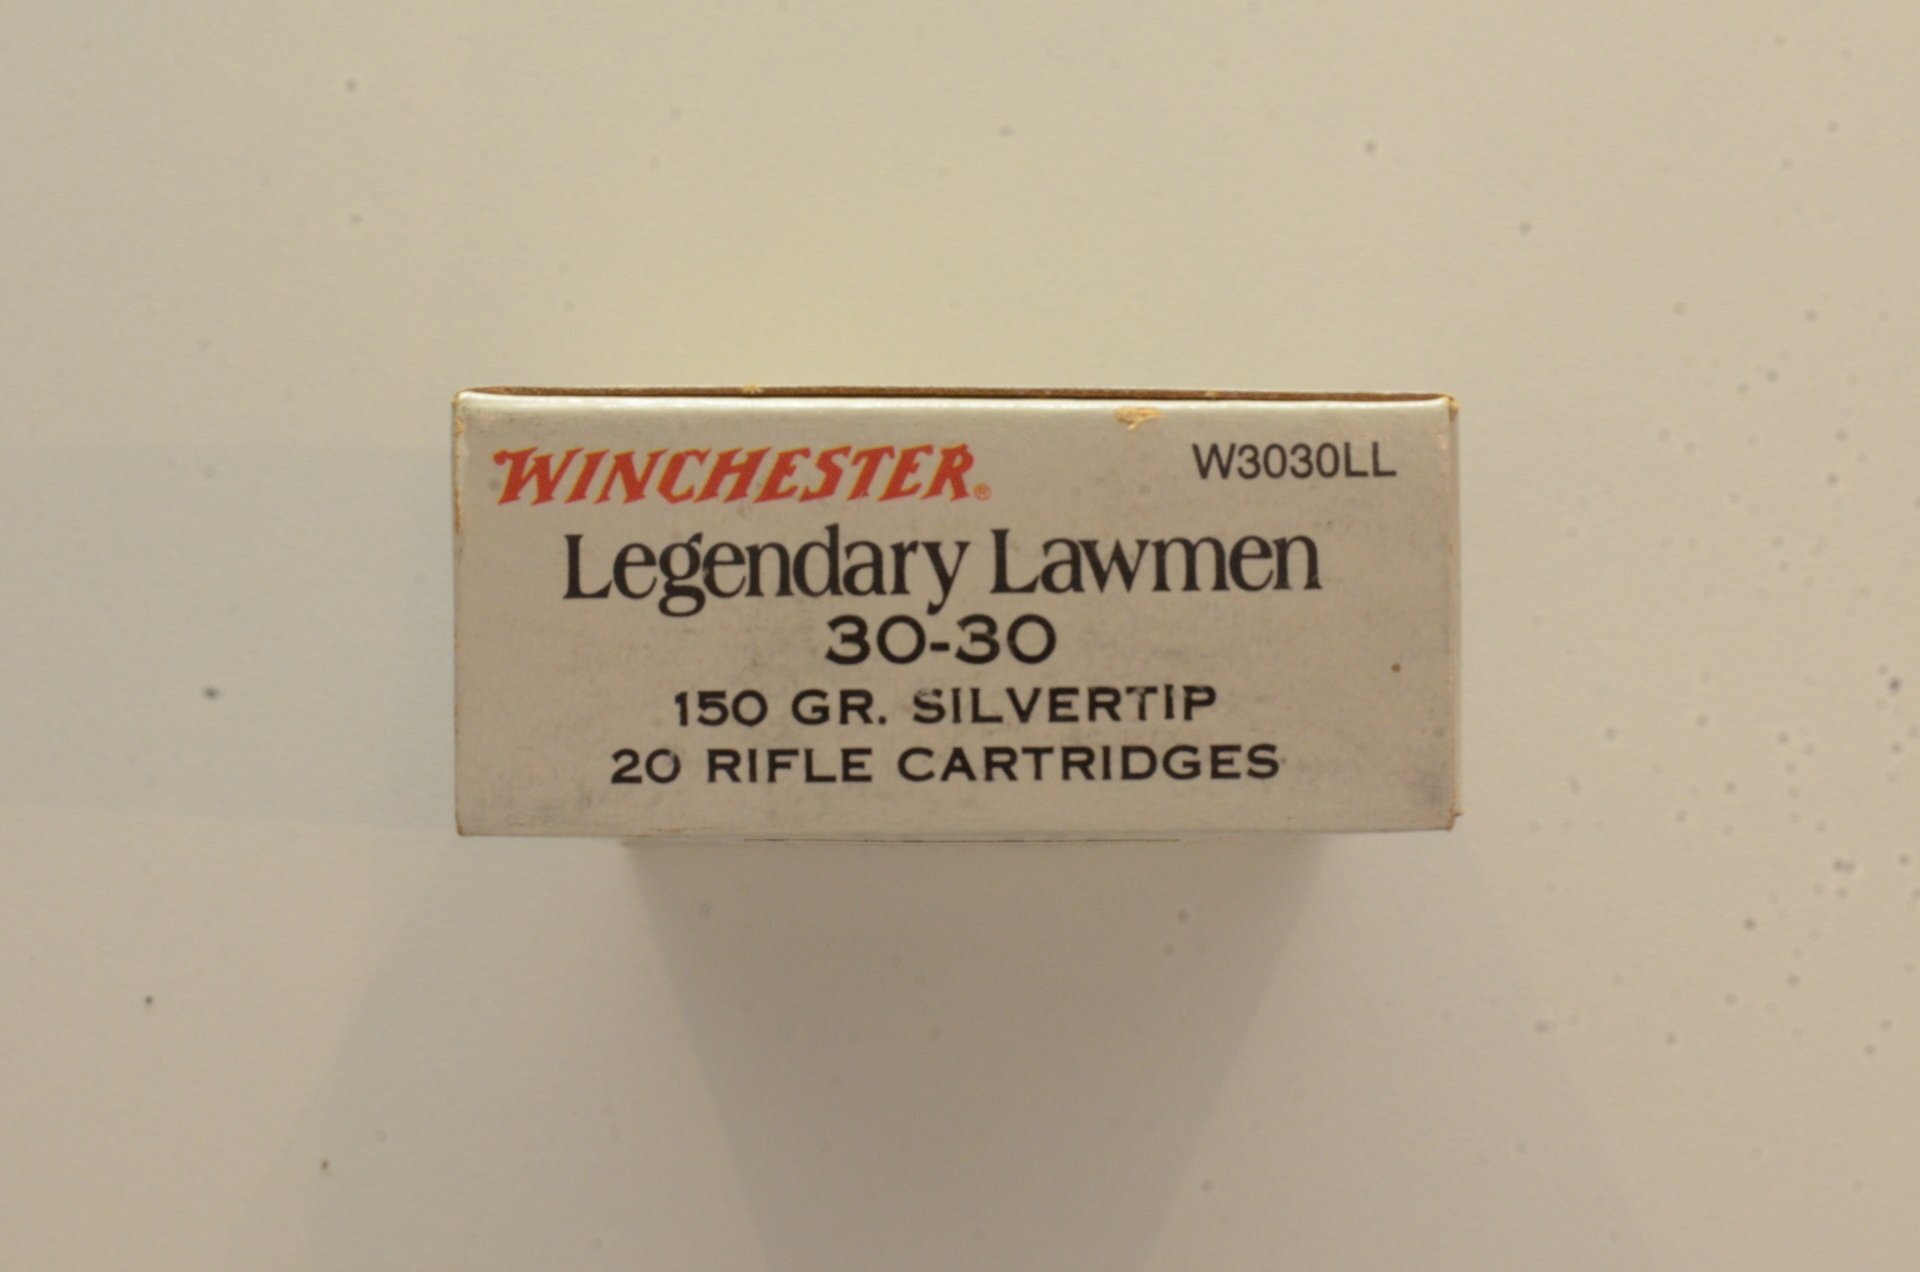 WINCHESTER®
W3030LL
Legendary Lawmen
30-30
150 GR. SILVERTIP
20 RIFLE CARTRIDGES